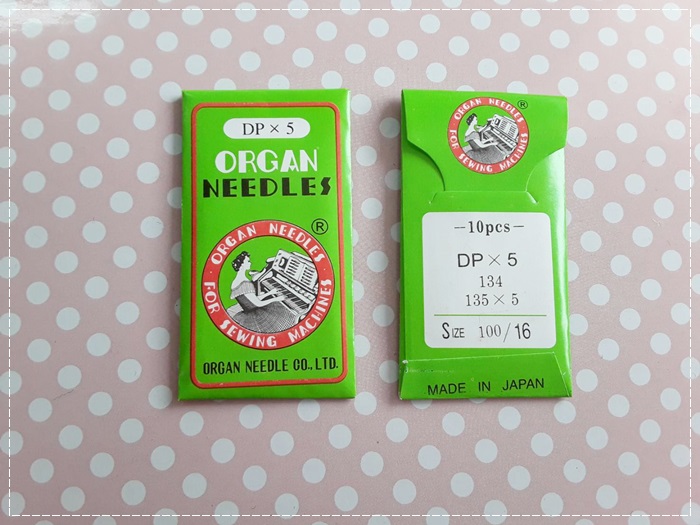 DP × 5
ORGAN
NEEDLES
ORGAN NEEDLES
®
FOR SEWING MACHINES
ORGAN NEEDLE CO., LTD.
ORGAN NEEDLES
®
FOR SEWING MACHINES
—10pcs—
DP × 5
134
135 × 5
SIZE 100/16
MADE IN JAPAN